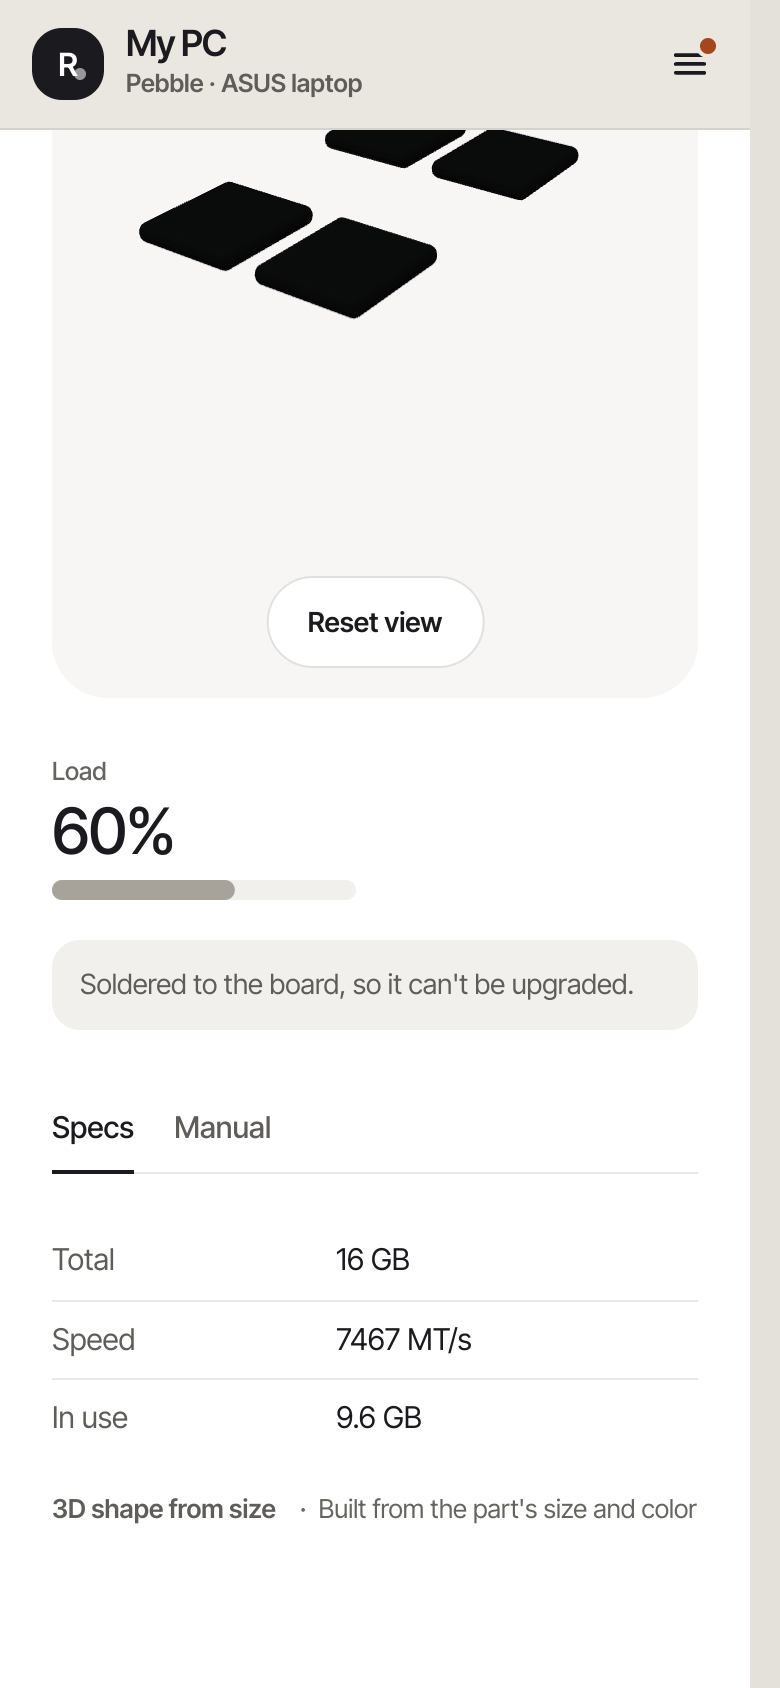 R
My PC
Pebble · ASUS laptop
Reset view
Load
60%
Soldered to the board, so it can't be upgraded.
Specs Manual
Total 16 GB
Speed 7467 MT/s
In use 9.6 GB
3D shape from size · Built from the part's size and color